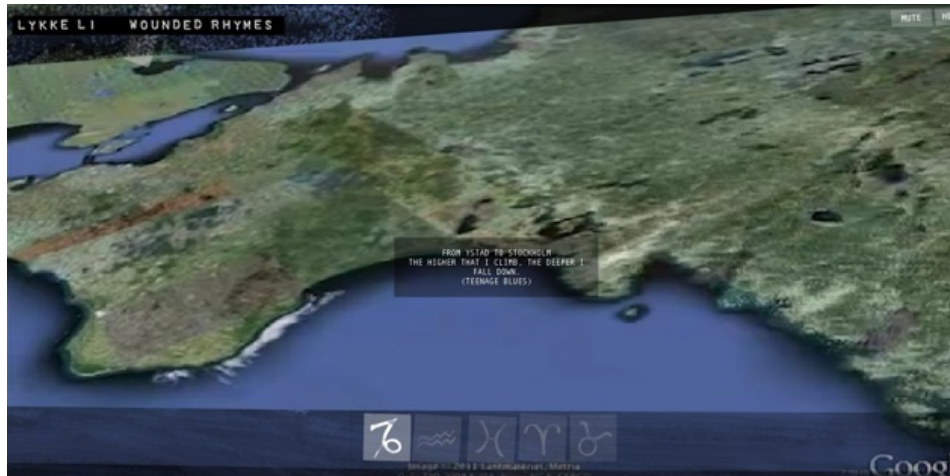 LYKKE LI WOUNDED RHYMES
MUTE
FROM YSTAD TO STOCKHOLM
THE HIGHER THAT I CLIMB, THE DEEPER I
FALL DOWN.
(TEENAGE BLUES)
Image © 2011 Lantmäteriet, Metria
Goog